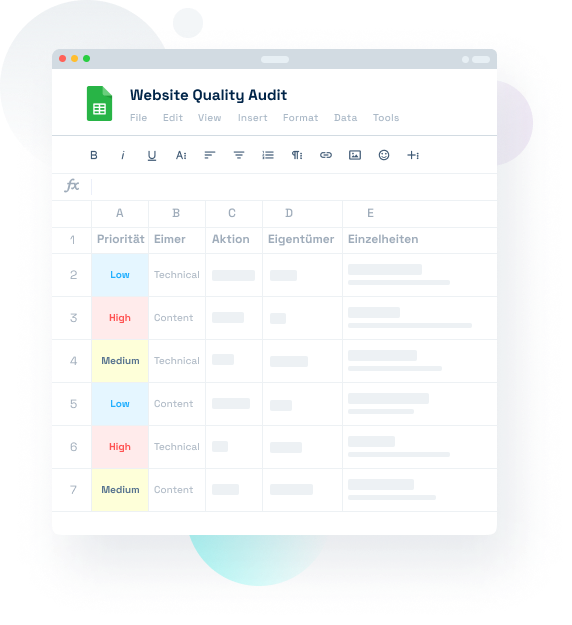 Website Quality Audit
File Edit View Insert Format Data Tools
B i U A
fx
A B C D E
1 Priorität Eimer Aktion Eigentümer Einzelheiten
2 Low Technical
3 High Content
4 Medium Technical
5 Low Content
6 High Technical
7 Medium Content